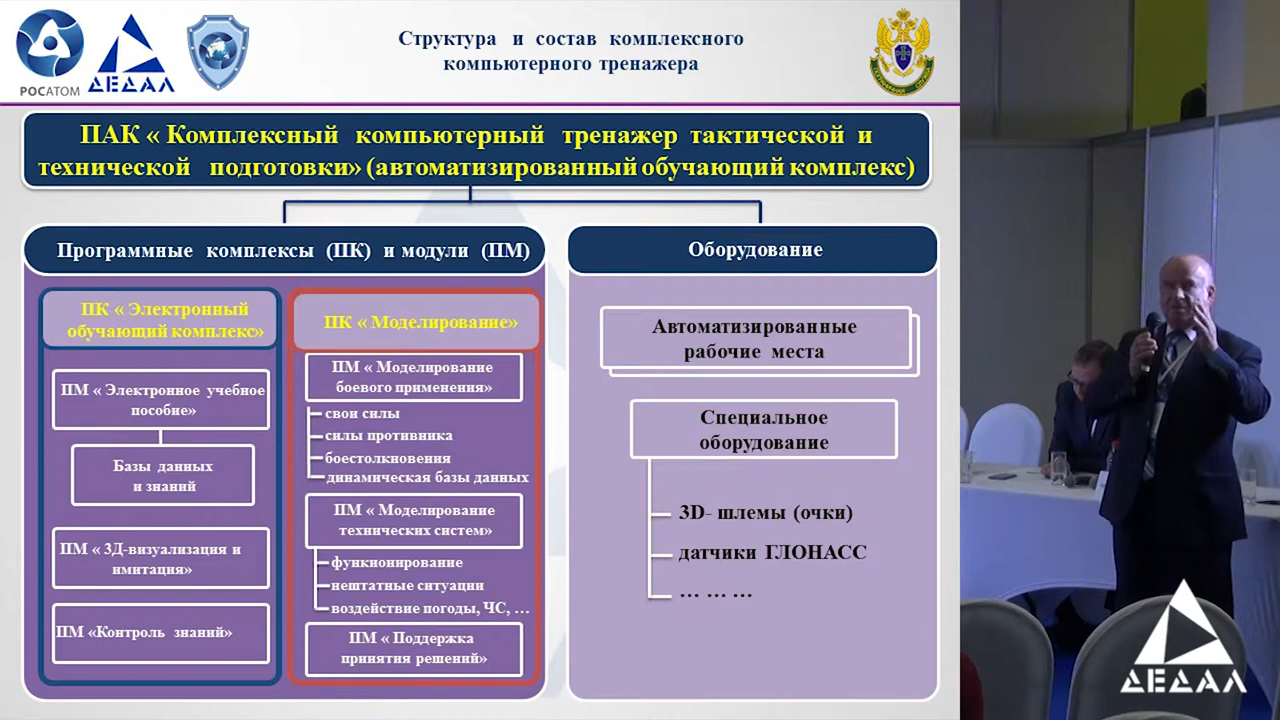 РОСАТОМ
ДЕДАЛ
Структура и состав комплексного
компьютерного тренажера
ПАК « Комплексный компьютерный тренажер тактической и
технической подготовки» (автоматизированный обучающий комплекс)
Программные комплексы (ПК) и модули (ПМ)
ПК « Электронный
обучающий комплекс»
ПМ « Электронное учебное
пособие»
Базы данных
и знаний
ПМ « 3Д-визуализация и
имитация»
ПМ «Контроль знаний»
ПК « Моделирование»
ПМ « Моделирование
боевого применения»
свои силы
силы противника
боестолкновения
динамическая базы данных
ПМ « Моделирование
технических систем»
функционирование
нештатные ситуации
воздействие погоды, ЧС, ...
ПМ « Поддержка
принятия решений»
Оборудование
Автоматизированные
рабочие места
Специальное
оборудование
3D- шлемы (очки)
датчики ГЛОНАСС
... ... ...
ДЕДАЛ